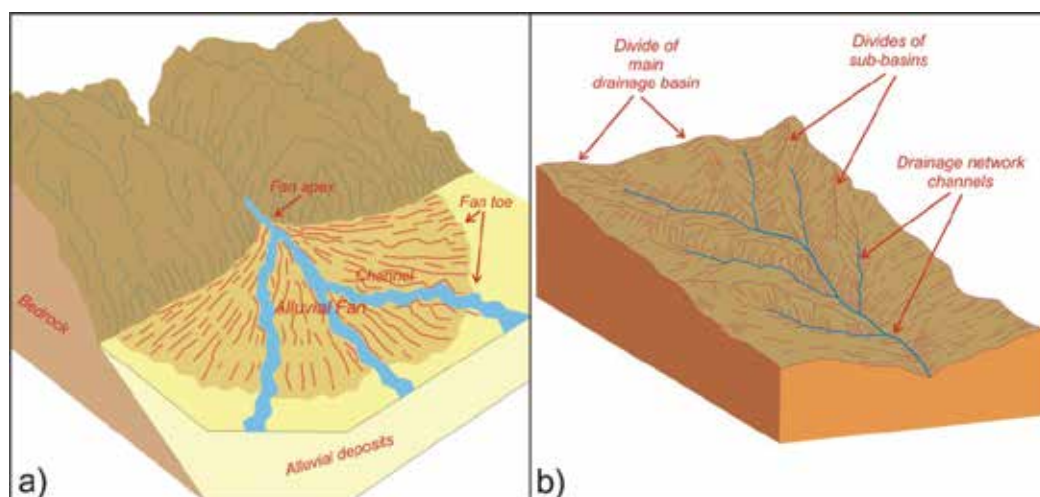 Fan apex
Fan toe
Channel
Alluvial Fan
Bedrock
Alluvial deposits
a)
Divide of
main
drainage basin
Divides of
sub-basins
Drainage network
channels
b)